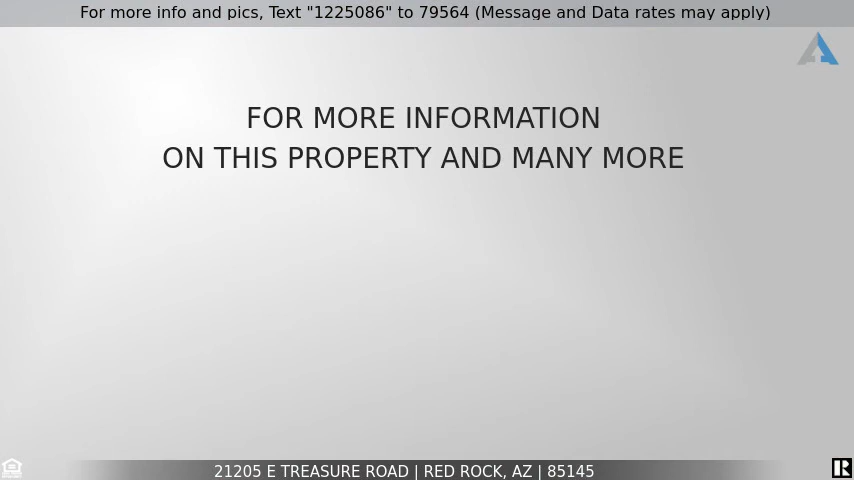 For more info and pics, Text "1225086" to 79564 (Message and Data rates may apply)
FOR MORE INFORMATION
ON THIS PROPERTY AND MANY MORE
21205 E TREASURE ROAD | RED ROCK, AZ | 85145